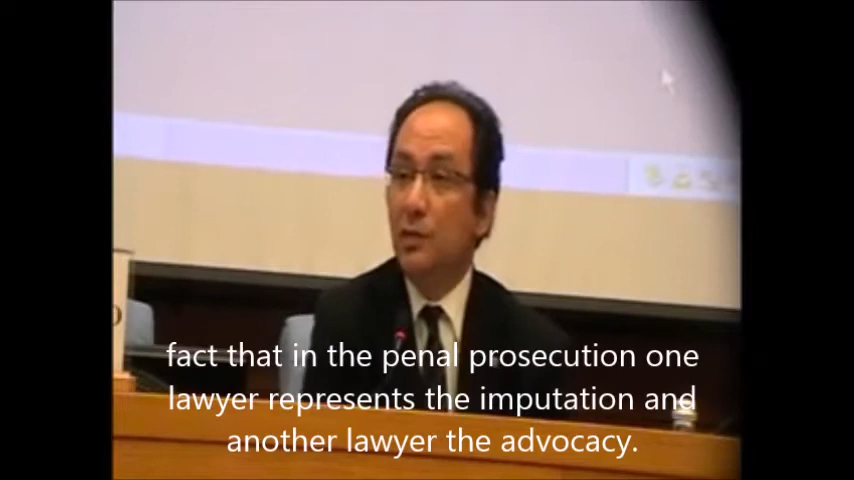 fact that in the penal prosecution one
lawyer represents the imputation and
another lawyer the advocacy.